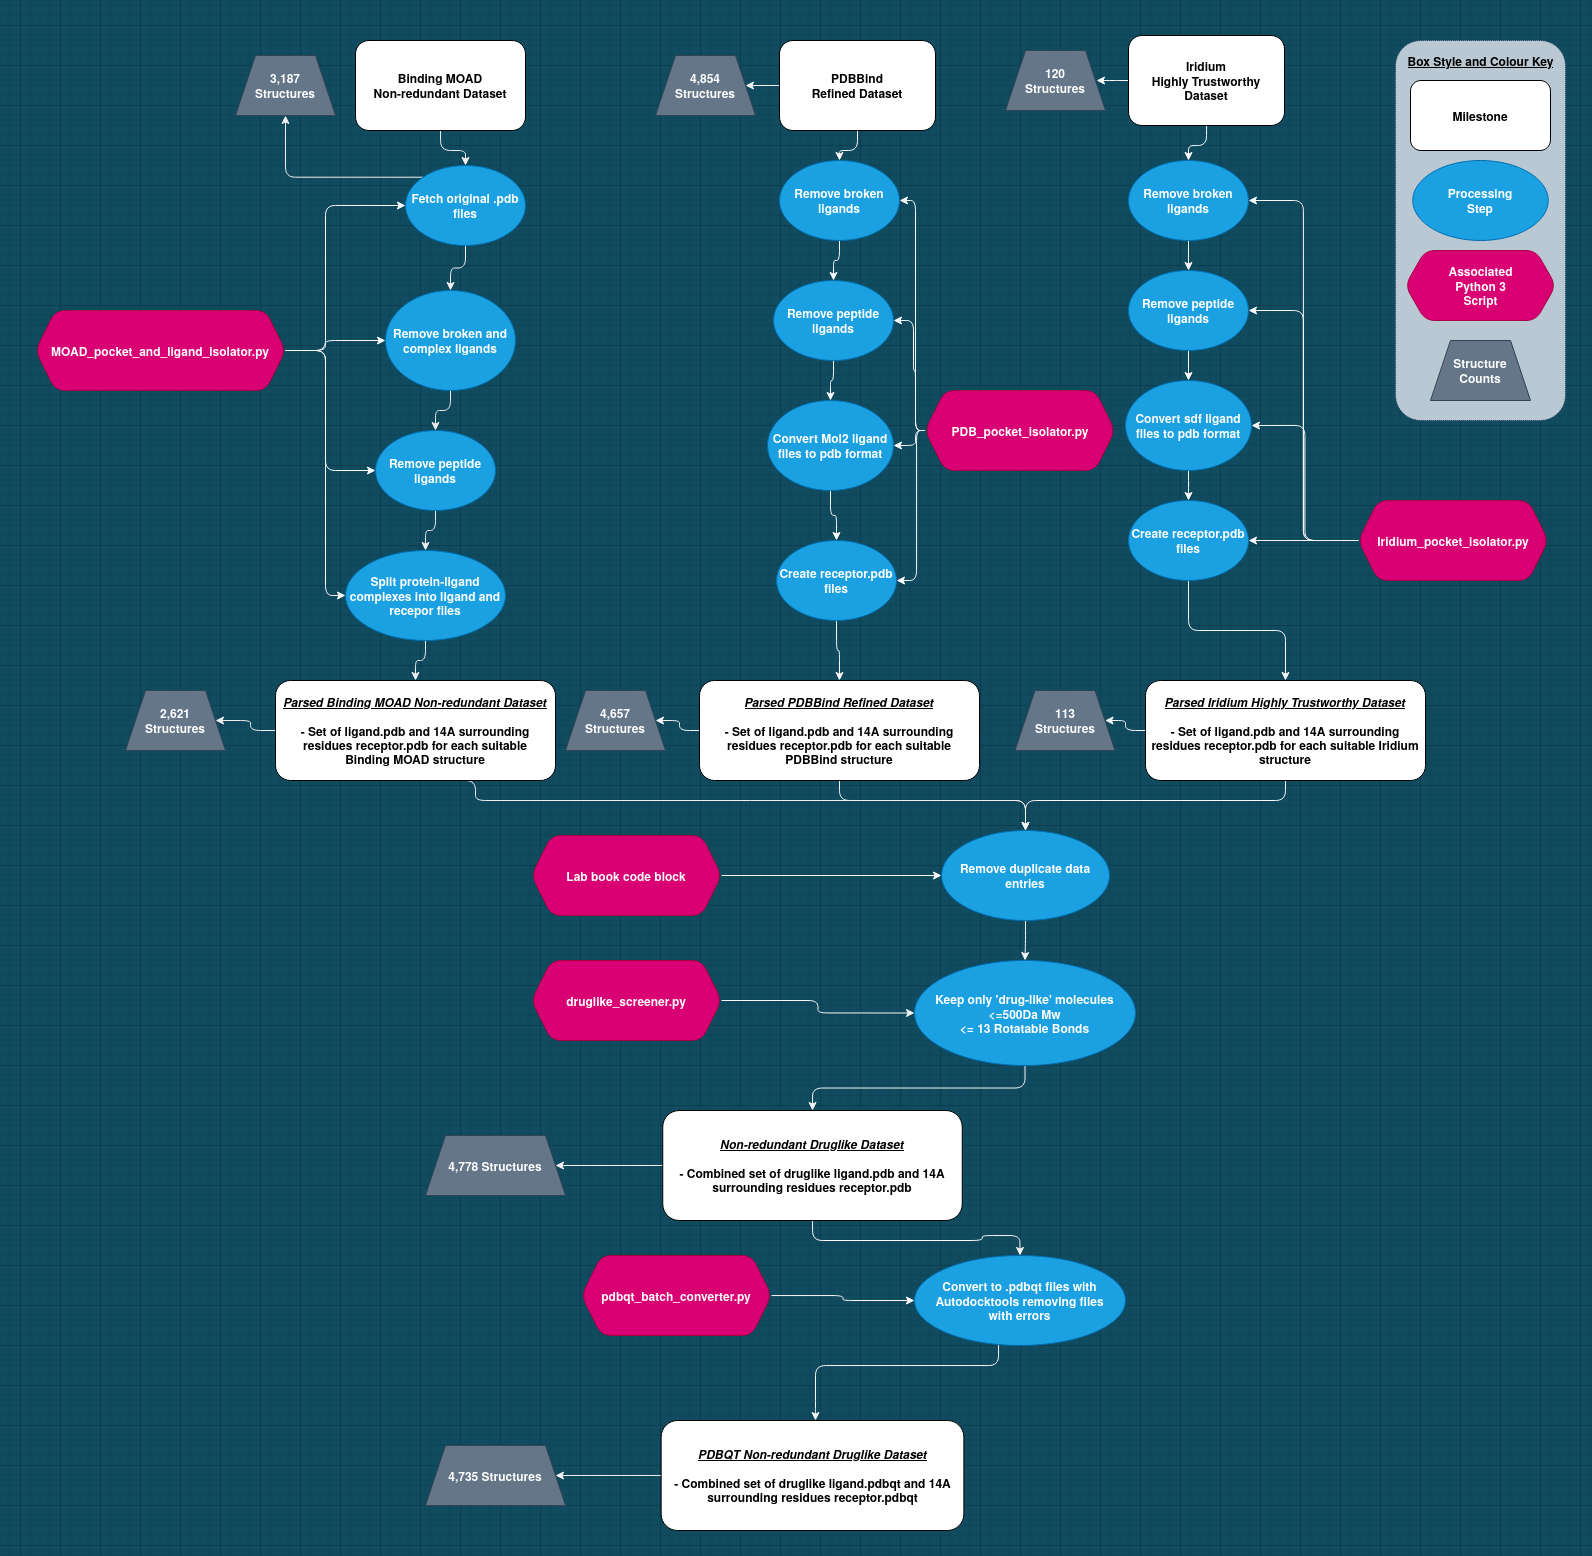 3,187
Structures
Binding MOAD
Non-redundant Dataset
4,854
Structures
PDBBind
Refined Dataset
120
Structures
Iridium
Highly Trustworthy
Dataset
Box Style and Colour Key
Milestone
Processing
Step
Associated
Python 3
Script
Structure
Counts
Fetch original .pdb
files
Remove broken and
complex ligands
Remove peptide
ligands
Split protein-ligand
complexes into ligand and
recepor files
MOAD_pocket_and_ligand_isolator.py
Remove broken
ligands
Remove peptide
ligands
Convert Mol2 ligand
files to pdb format
Create receptor.pdb
files
PDB_pocket_isolator.py
Remove broken
ligands
Remove peptide
ligands
Convert sdf ligand
files to pdb format
Create receptor.pdb
files
Iridium_pocket_isolator.py
2,621
Structures
Parsed Binding MOAD Non-redundant Dataset
- Set of ligand.pdb and 14A surrounding
residues receptor.pdb for each suitable
Binding MOAD structure
4,657
Structures
Parsed PDBBind Refined Dataset
- Set of ligand.pdb and 14A surrounding
residues receptor.pdb for each suitable
PDBBind structure
113
Structures
Parsed Iridium Highly Trustworthy Dataset
- Set of ligand.pdb and 14A surrounding
residues receptor.pdb for each suitable Iridium
structure
Lab book code block
Remove duplicate data
entries
druglike_screener.py
Keep only 'drug-like' molecules
<=500Da Mw
<= 13 Rotatable Bonds
4,778 Structures
Non-redundant Druglike Dataset
- Combined set of druglike ligand.pdb and 14A
surrounding residues receptor.pdb
pdbqt_batch_converter.py
Convert to .pdbqt files with
Autodocktools removing files
with errors
4,735 Structures
PDBQT Non-redundant Druglike Dataset
- Combined set of druglike ligand.pdbqt and 14A
surrounding residues receptor.pdbqt